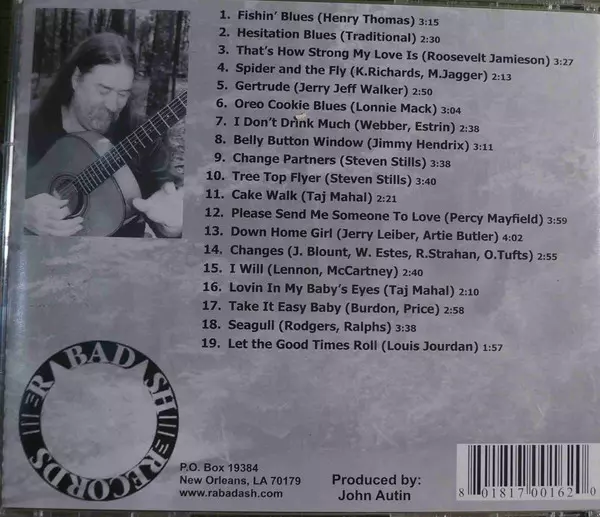 1. Fishin' Blues (Henry Thomas) 3:15
2. Hesitation Blues (Traditional) 2:30
3. That's How Strong My Love Is (Roosevelt Jamieson) 3:27
4. Spider and the Fly (K.Richards, M.Jagger) 2:13
5. Gertrude (Jerry Jeff Walker) 2:50
6. Oreo Cookie Blues (Lonnie Mack) 3:04
7. I Don't Drink Much (Webber, Estrin) 2:38
8. Belly Button Window (Jimmy Hendrix) 3:11
9. Change Partners (Steven Stills) 3:38
10. Tree Top Flyer (Steven Stills) 3:40
11. Cake Walk (Taj Mahal) 2:21
12. Please Send Me Someone To Love (Percy Mayfield) 3:59
13. Down Home Girl (Jerry Leiber, Artie Butler) 4:02
14. Changes (J. Blount, W. Estes, R.Strahan, O.Tufts) 2:55
15. I Will (Lennon, McCartney) 2:40
16. Lovin In My Baby's Eyes (Taj Mahal) 2:10
17. Take It Easy Baby (Burdon, Price) 2:58
18. Seagull (Rodgers, Ralphs) 3:38
19. Let the Good Times Roll (Louis Jourdan) 1:57
RABADASH RECORDS
P.O. Box 19384
New Orleans, LA 70179
www.rabadash.com
Produced by:
John Autin
8 01817 00162 0